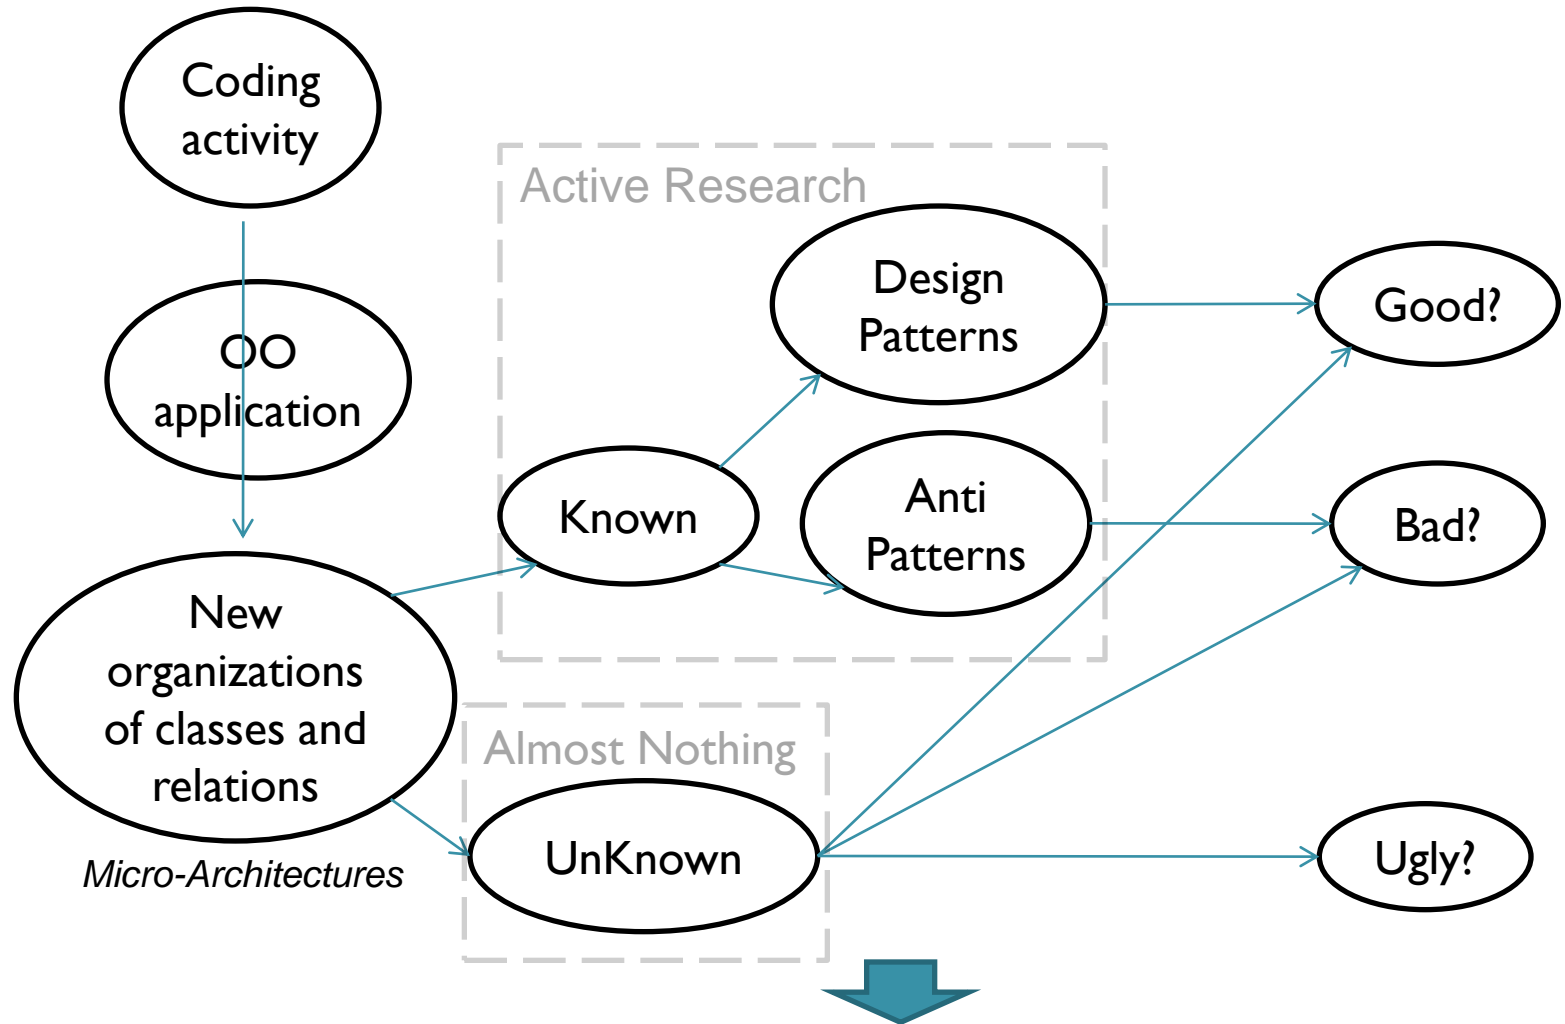 Coding
activity
OO
application
New
organizations
of classes and
relations
Micro-Architectures
Active Research
Known
Design
Patterns
Anti
Patterns
Almost Nothing
UnKnown
Good?
Bad?
Ugly?